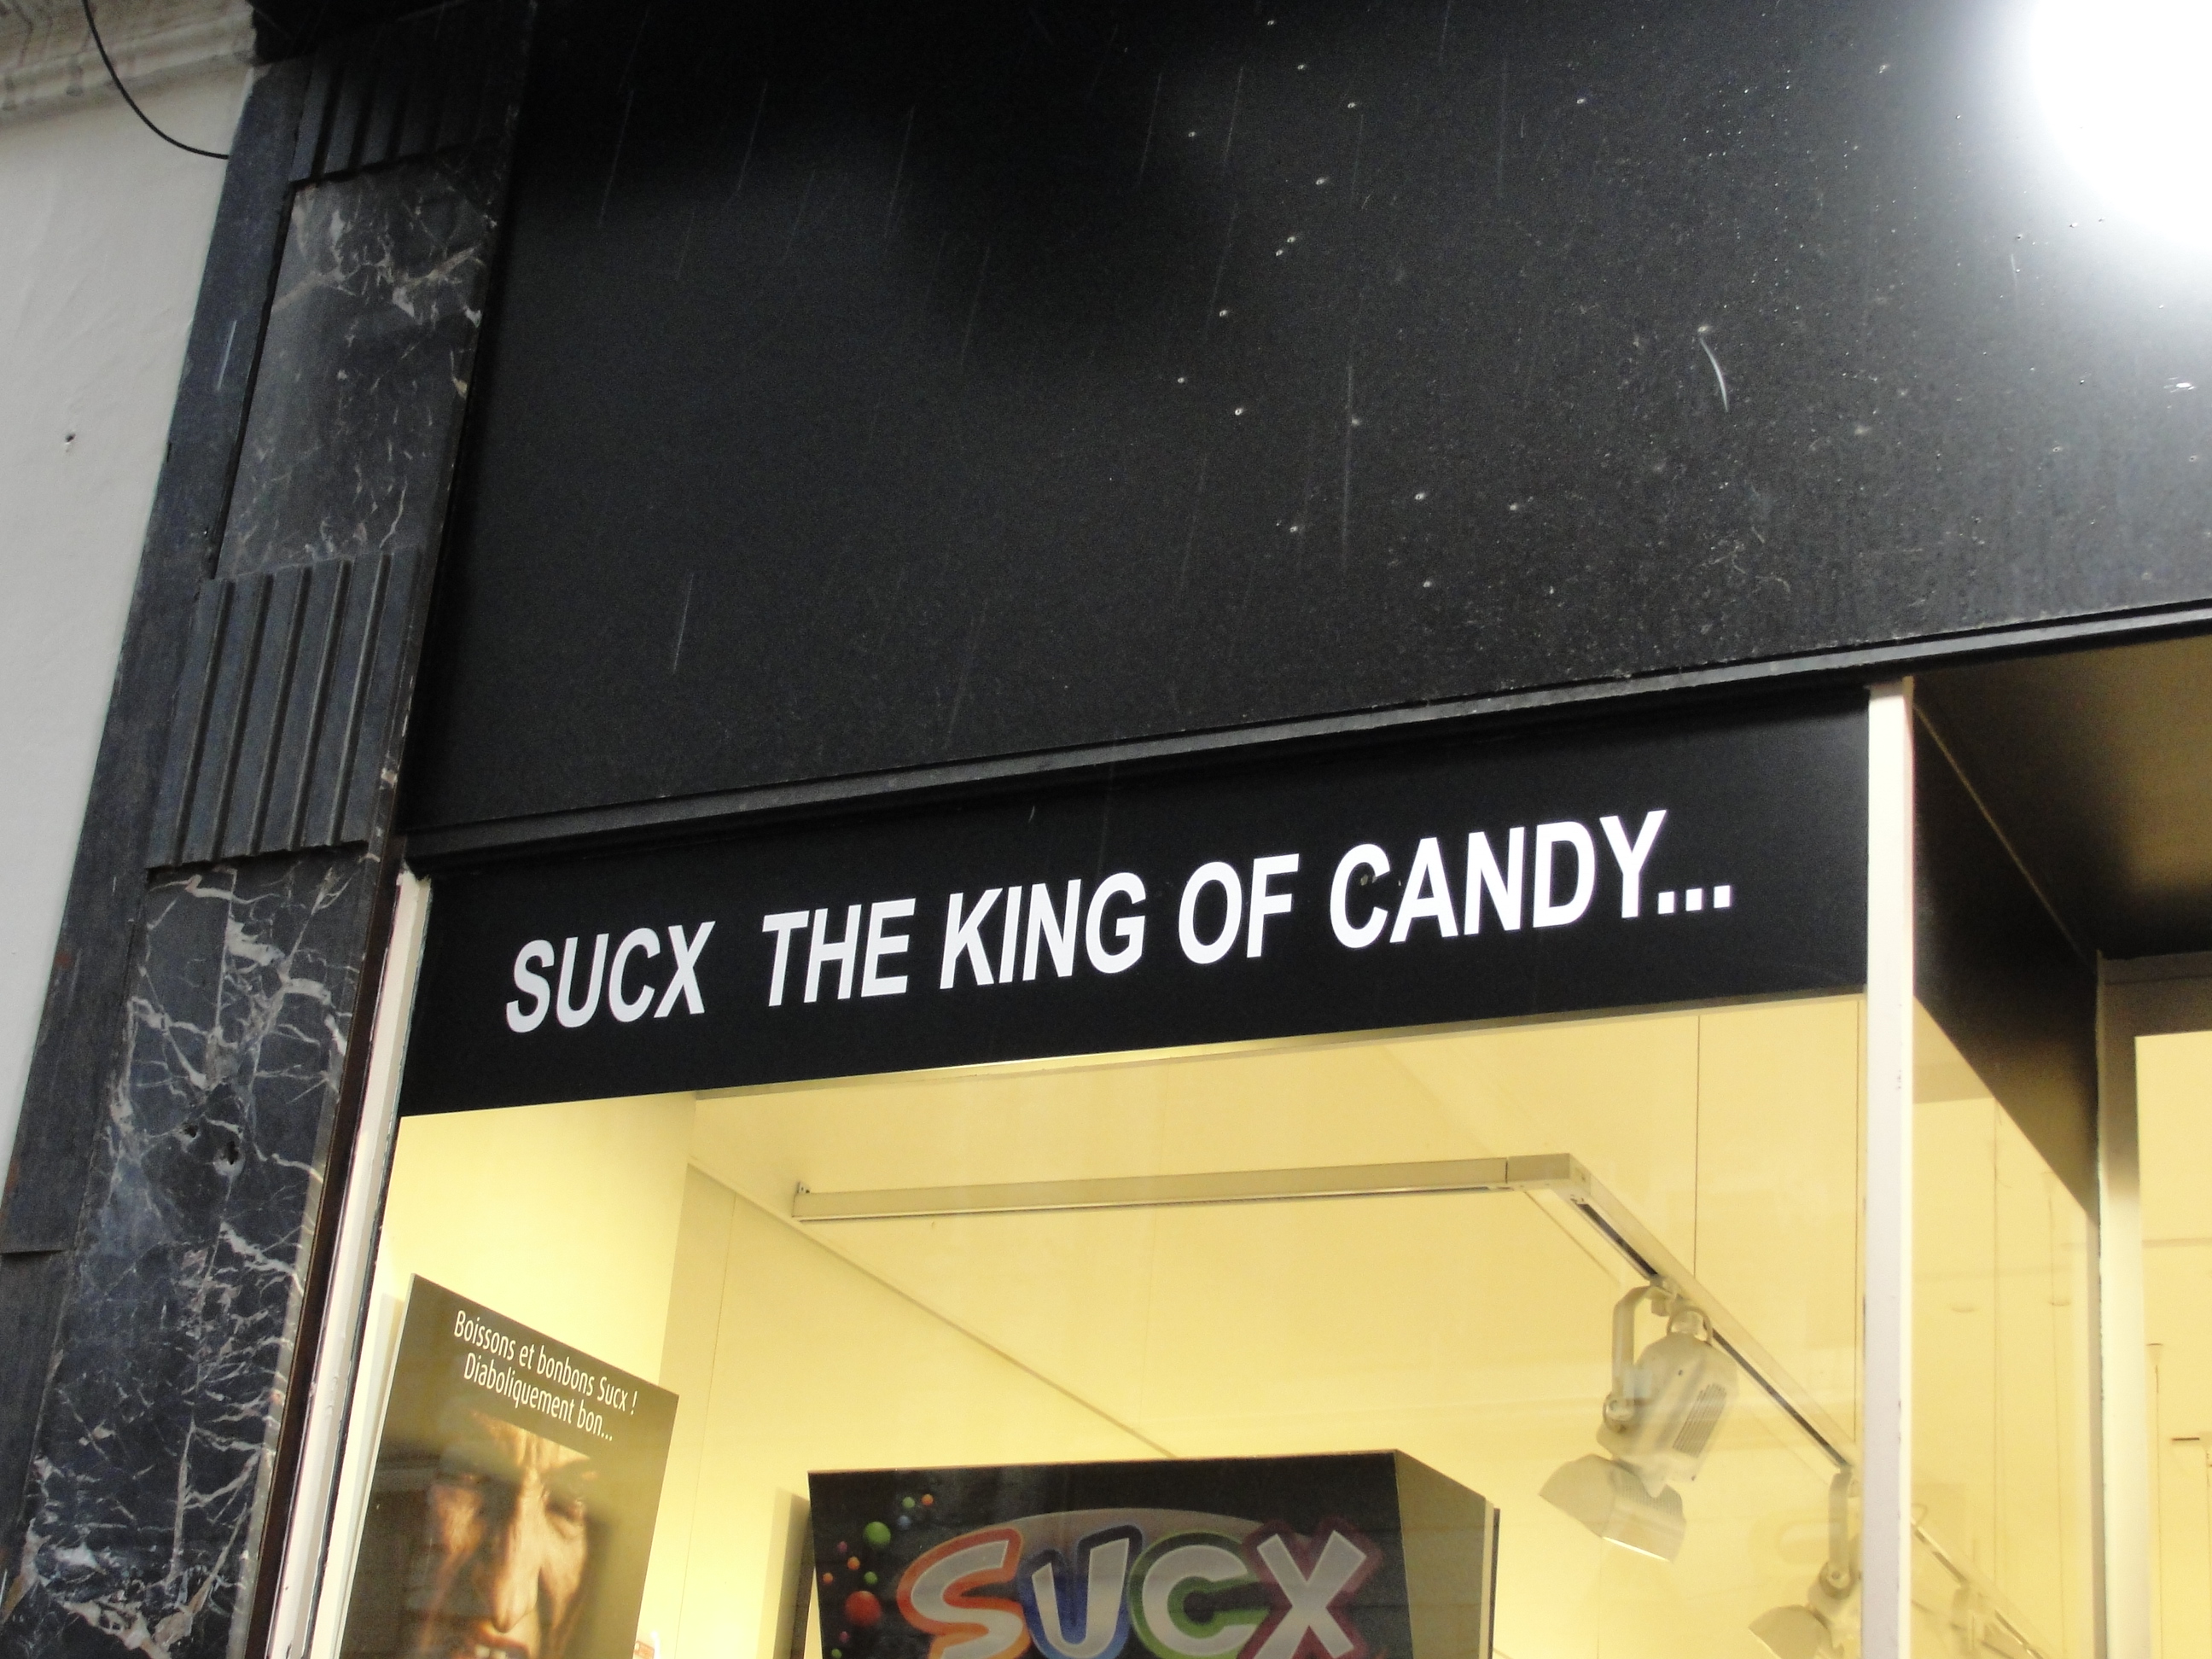 SUCX THE KING OF CANDY...
Boissons et bonbons Sucx !
Diaboliquement bon...
SUCX